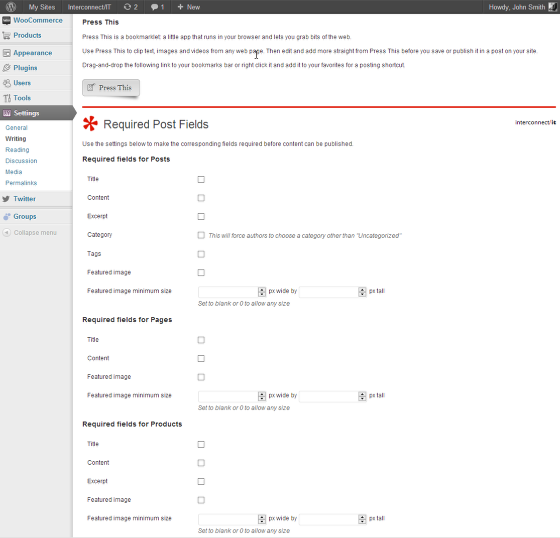 My Sites Interconnect/IT 2 1 + New Howdy, John Smith
WooCommerce
Products
Appearance
Plugins
Users
Tools
Settings
General
Writing
Reading
Discussion
Media
Permalinks
Twitter
Groups
Collapse menu
Press This
Press This is a bookmarklet: a little app that runs in your browser and lets you grab bits of the web.
Use Press This to clip text, images and videos from any web page. Then edit and add more straight from Press This before you save or publish it in a post on your site.
Drag-and-drop the following link to your bookmarks bar or right click it and add it to your favorites for a posting shortcut.
Press This
Required Post Fields
interconnect/it
Use the settings below to make the corresponding fields required before content can be published.
Required fields for Posts
Title
Content
Excerpt
Category This will force authors to choose a category other than "Uncategorized"
Tags
Featured image
Featured image minimum size px wide by px tall
Set to blank or 0 to allow any size
Required fields for Pages
Title
Content
Featured image
Featured image minimum size px wide by px tall
Set to blank or 0 to allow any size
Required fields for Products
Title
Content
Excerpt
Featured image
Featured image minimum size px wide by px tall
Set to blank or 0 to allow any size